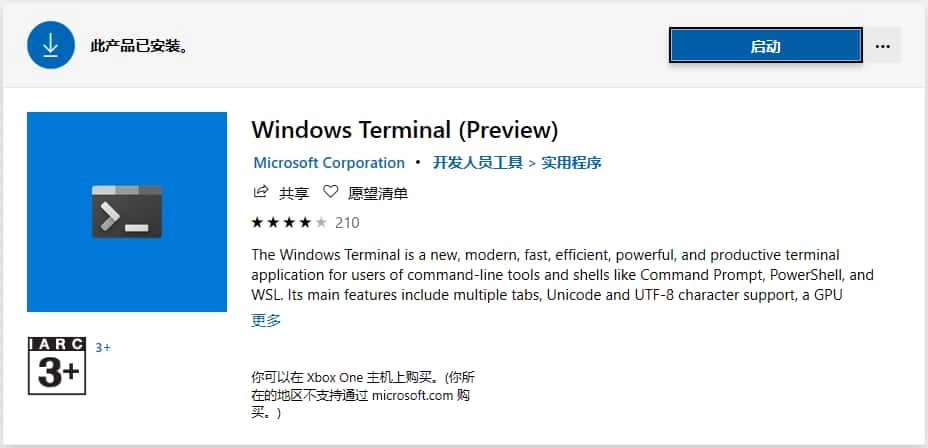 此产品已安装。
启动
...
Windows Terminal (Preview)
Microsoft Corporation • 开发人员工具 > 实用程序
共享 愿望清单
210
The Windows Terminal is a new, modern, fast, efficient, powerful, and productive terminal
application for users of command-line tools and shells like Command Prompt, PowerShell, and
WSL. Its main features include multiple tabs, Unicode and UTF-8 character support, a GPU
更多
IARC
3+
3+
你可以在 Xbox One 主机上购买。(你所
在的地区不支持通过 microsoft.com 购
买。)